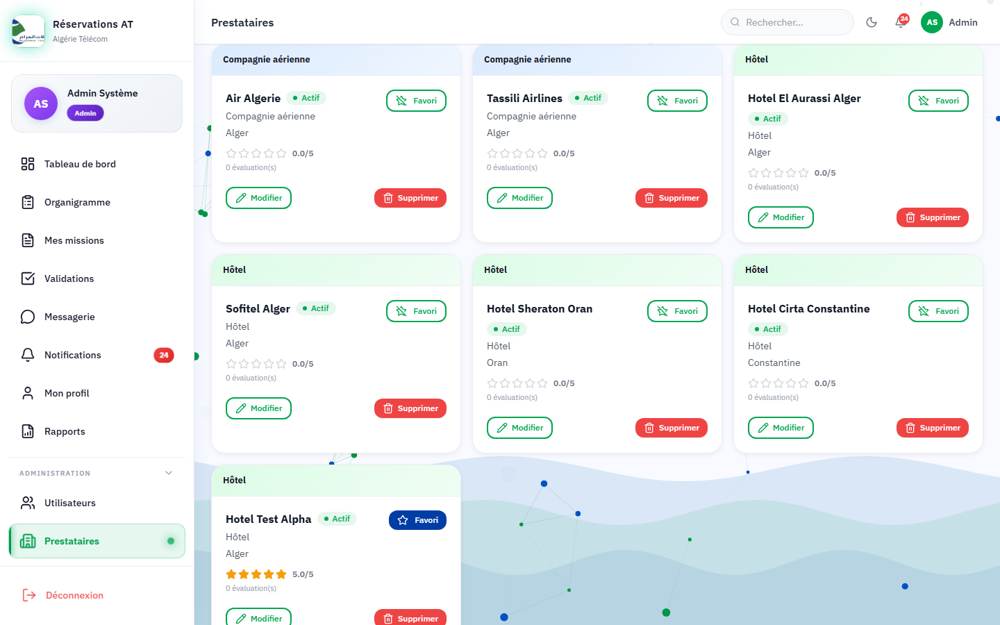 Réservations AT
Algérie Télécom
AS
Admin Système
Admin
Tableau de bord
Organigramme
Mes missions
Validations
Messagerie
Notifications
24
Mon profil
Rapports
ADMINISTRATION
Utilisateurs
Prestataires
Déconnexion
Prestataires
Rechercher...
24
AS
Admin
Compagnie aérienne
Air Algerie
Actif
Favori
Compagnie aérienne
Alger
0.0/5
0 évaluation(s)
Modifier
Supprimer
Compagnie aérienne
Tassili Airlines
Actif
Favori
Compagnie aérienne
Alger
0.0/5
0 évaluation(s)
Modifier
Supprimer
Hôtel
Hotel El Aurassi Alger
Favori
Actif
Hôtel
Alger
0.0/5
0 évaluation(s)
Modifier
Supprimer
Hôtel
Sofitel Alger
Actif
Favori
Hôtel
Alger
0.0/5
0 évaluation(s)
Modifier
Supprimer
Hôtel
Hotel Sheraton Oran
Favori
Actif
Hôtel
Oran
0.0/5
0 évaluation(s)
Modifier
Supprimer
Hôtel
Hotel Cirta Constantine
Favori
Actif
Hôtel
Constantine
0.0/5
0 évaluation(s)
Modifier
Supprimer
Hôtel
Hotel Test Alpha
Actif
Favori
Hôtel
Alger
5.0/5
0 évaluation(s)
Modifier
Supprimer